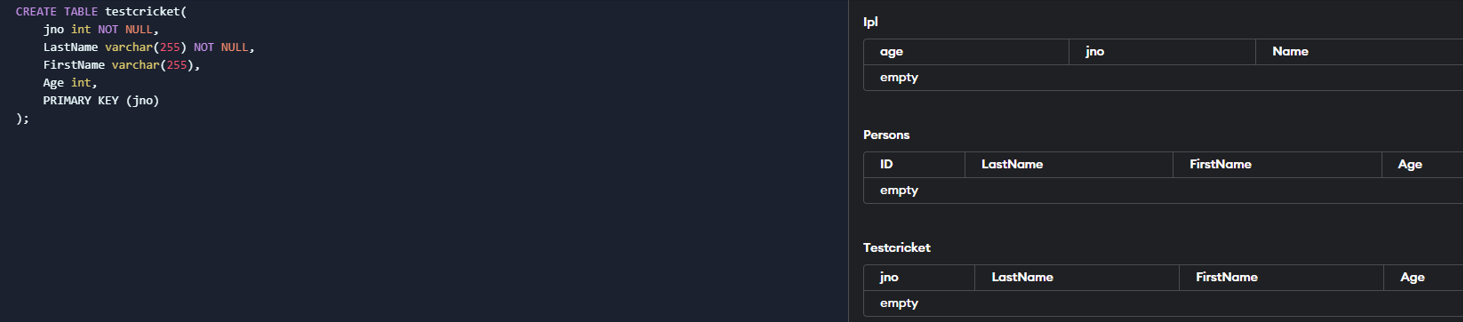 CREATE TABLE testcricket(
    jno int NOT NULL,
    LastName varchar(255) NOT NULL,
    FirstName varchar(255),
    Age int,
    PRIMARY KEY (jno)
);
Ipl
age jno Name
empty
Persons
ID LastName FirstName Age
empty
Testcricket
jno LastName FirstName Age
empty